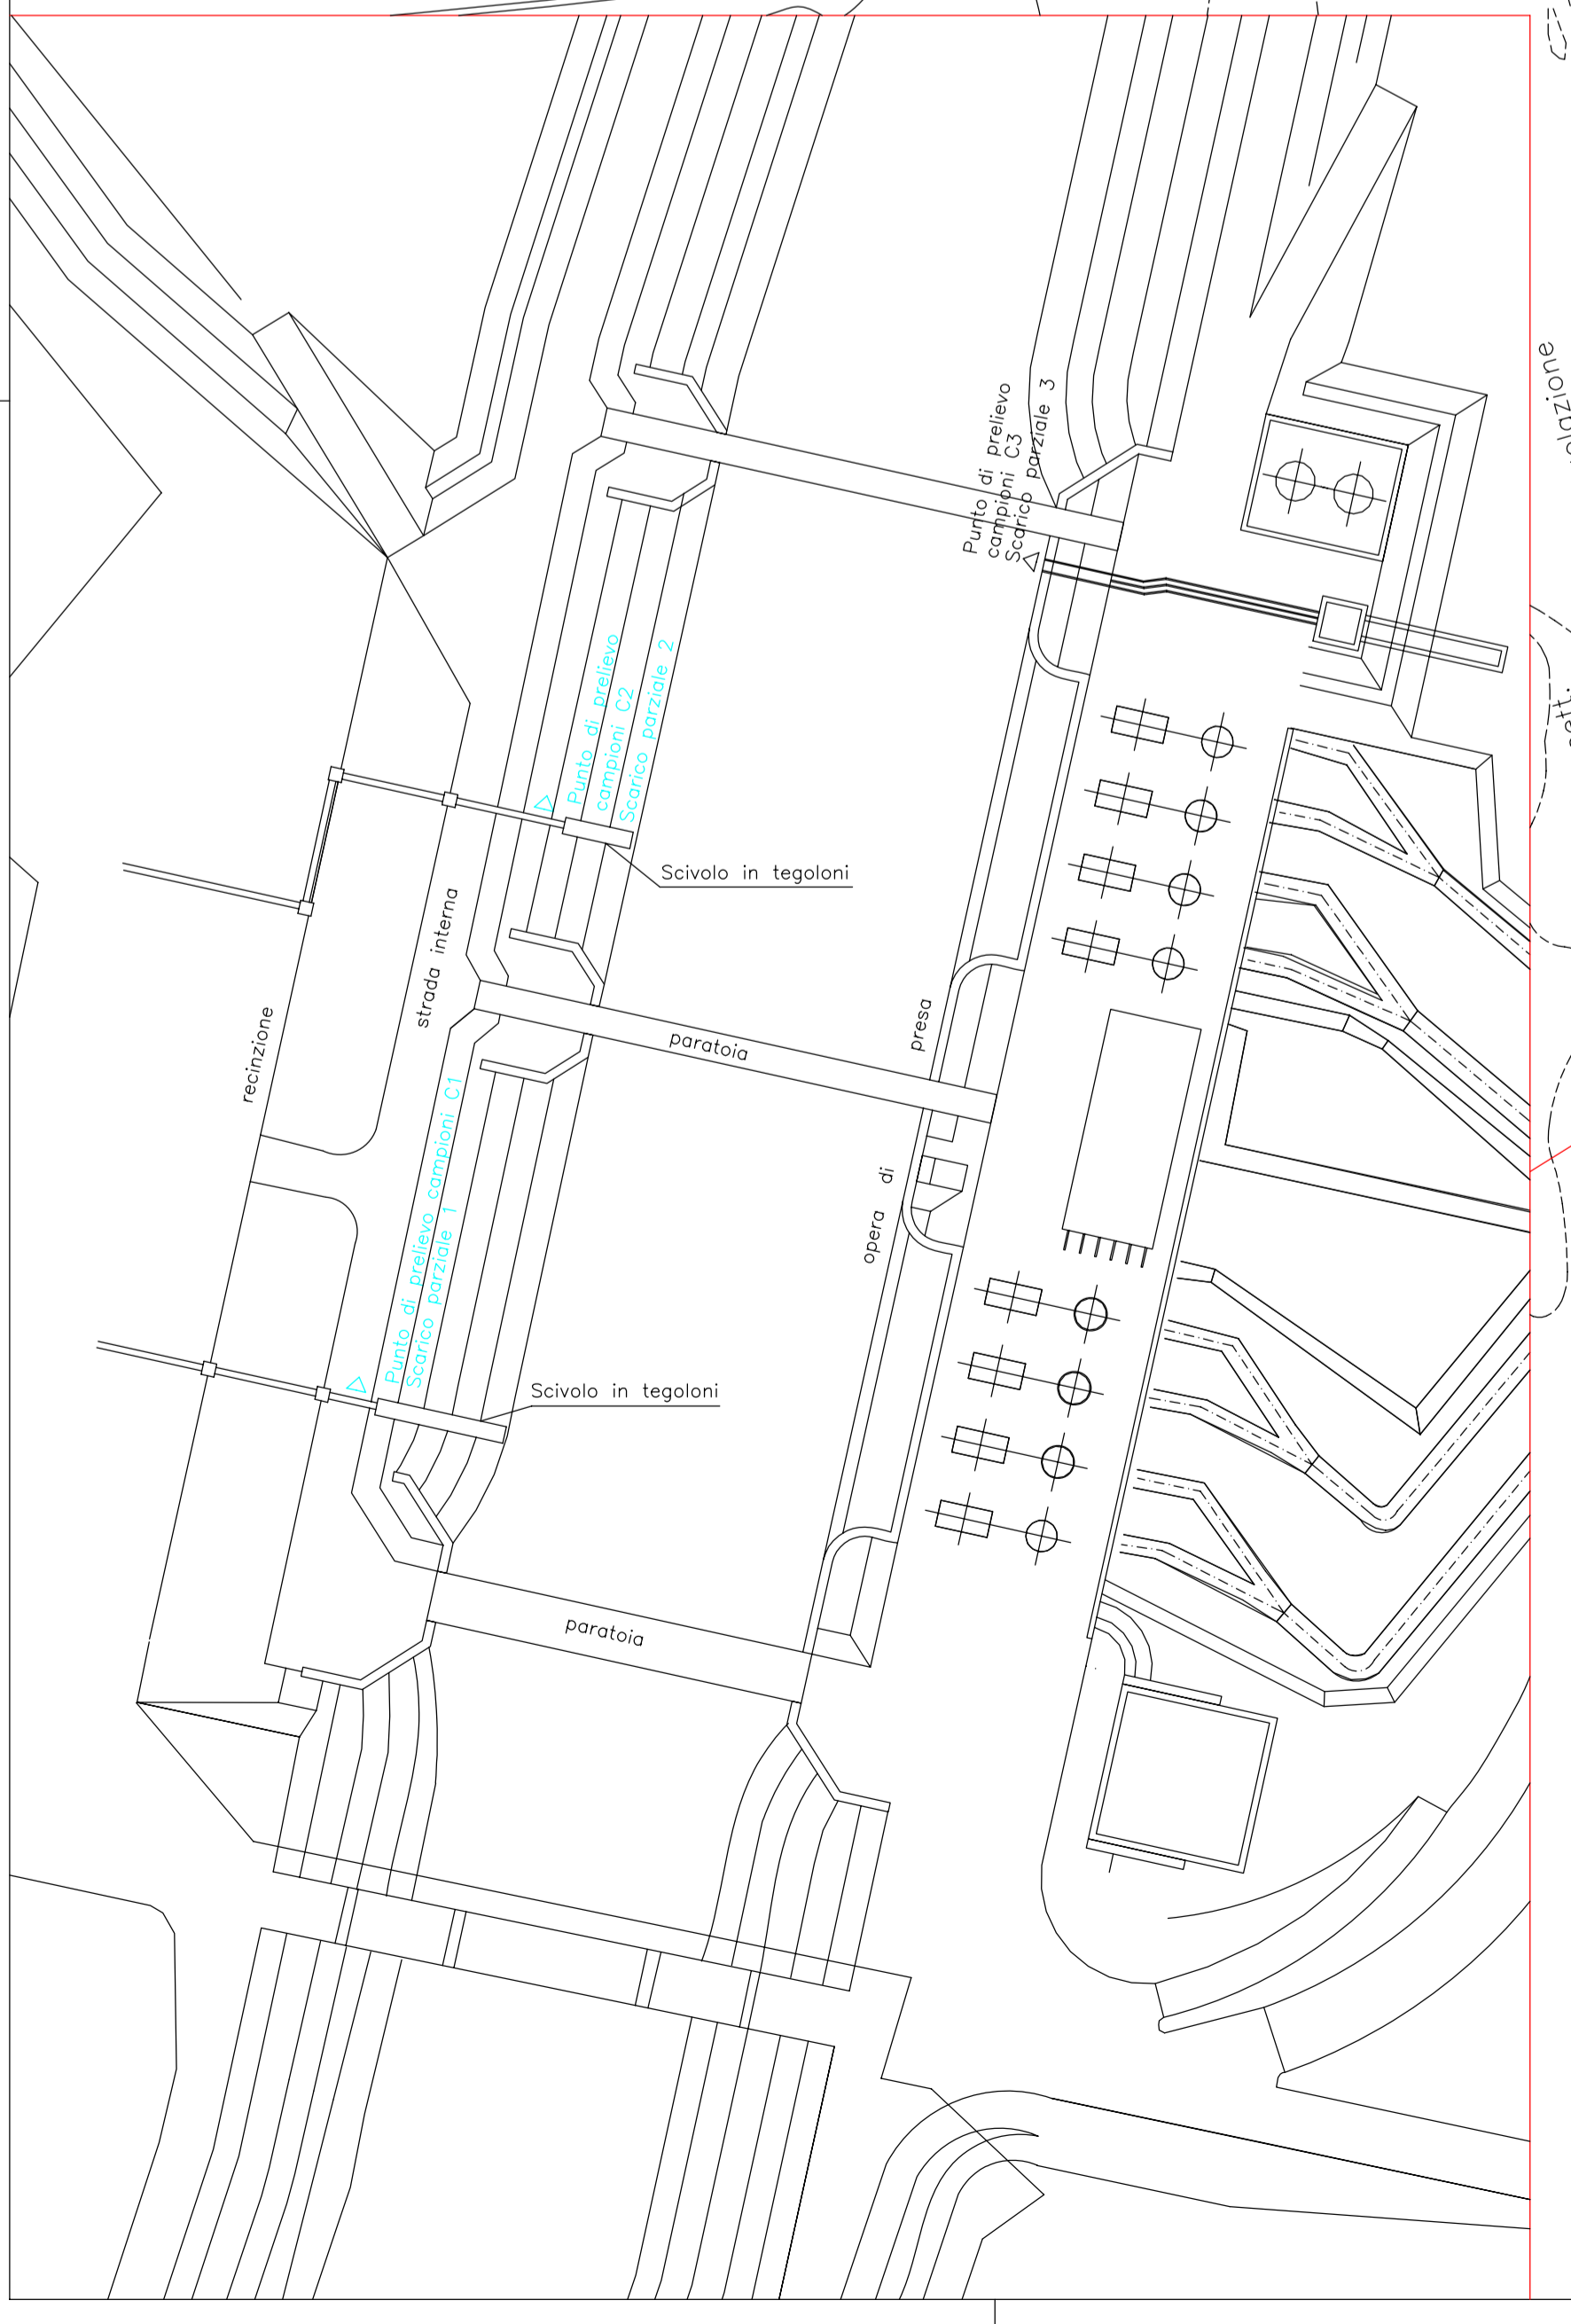 Punto di prelievo
campioni C3
Scarico parziale 3
Punto di prelievo
campioni C2
Scarico parziale 2
Scivolo in tegoloni
strada interna
recinzione
paratoia
opera di presa
Punto di prelievo campioni C1
Scarico parziale 1
Scivolo in tegoloni
paratoia